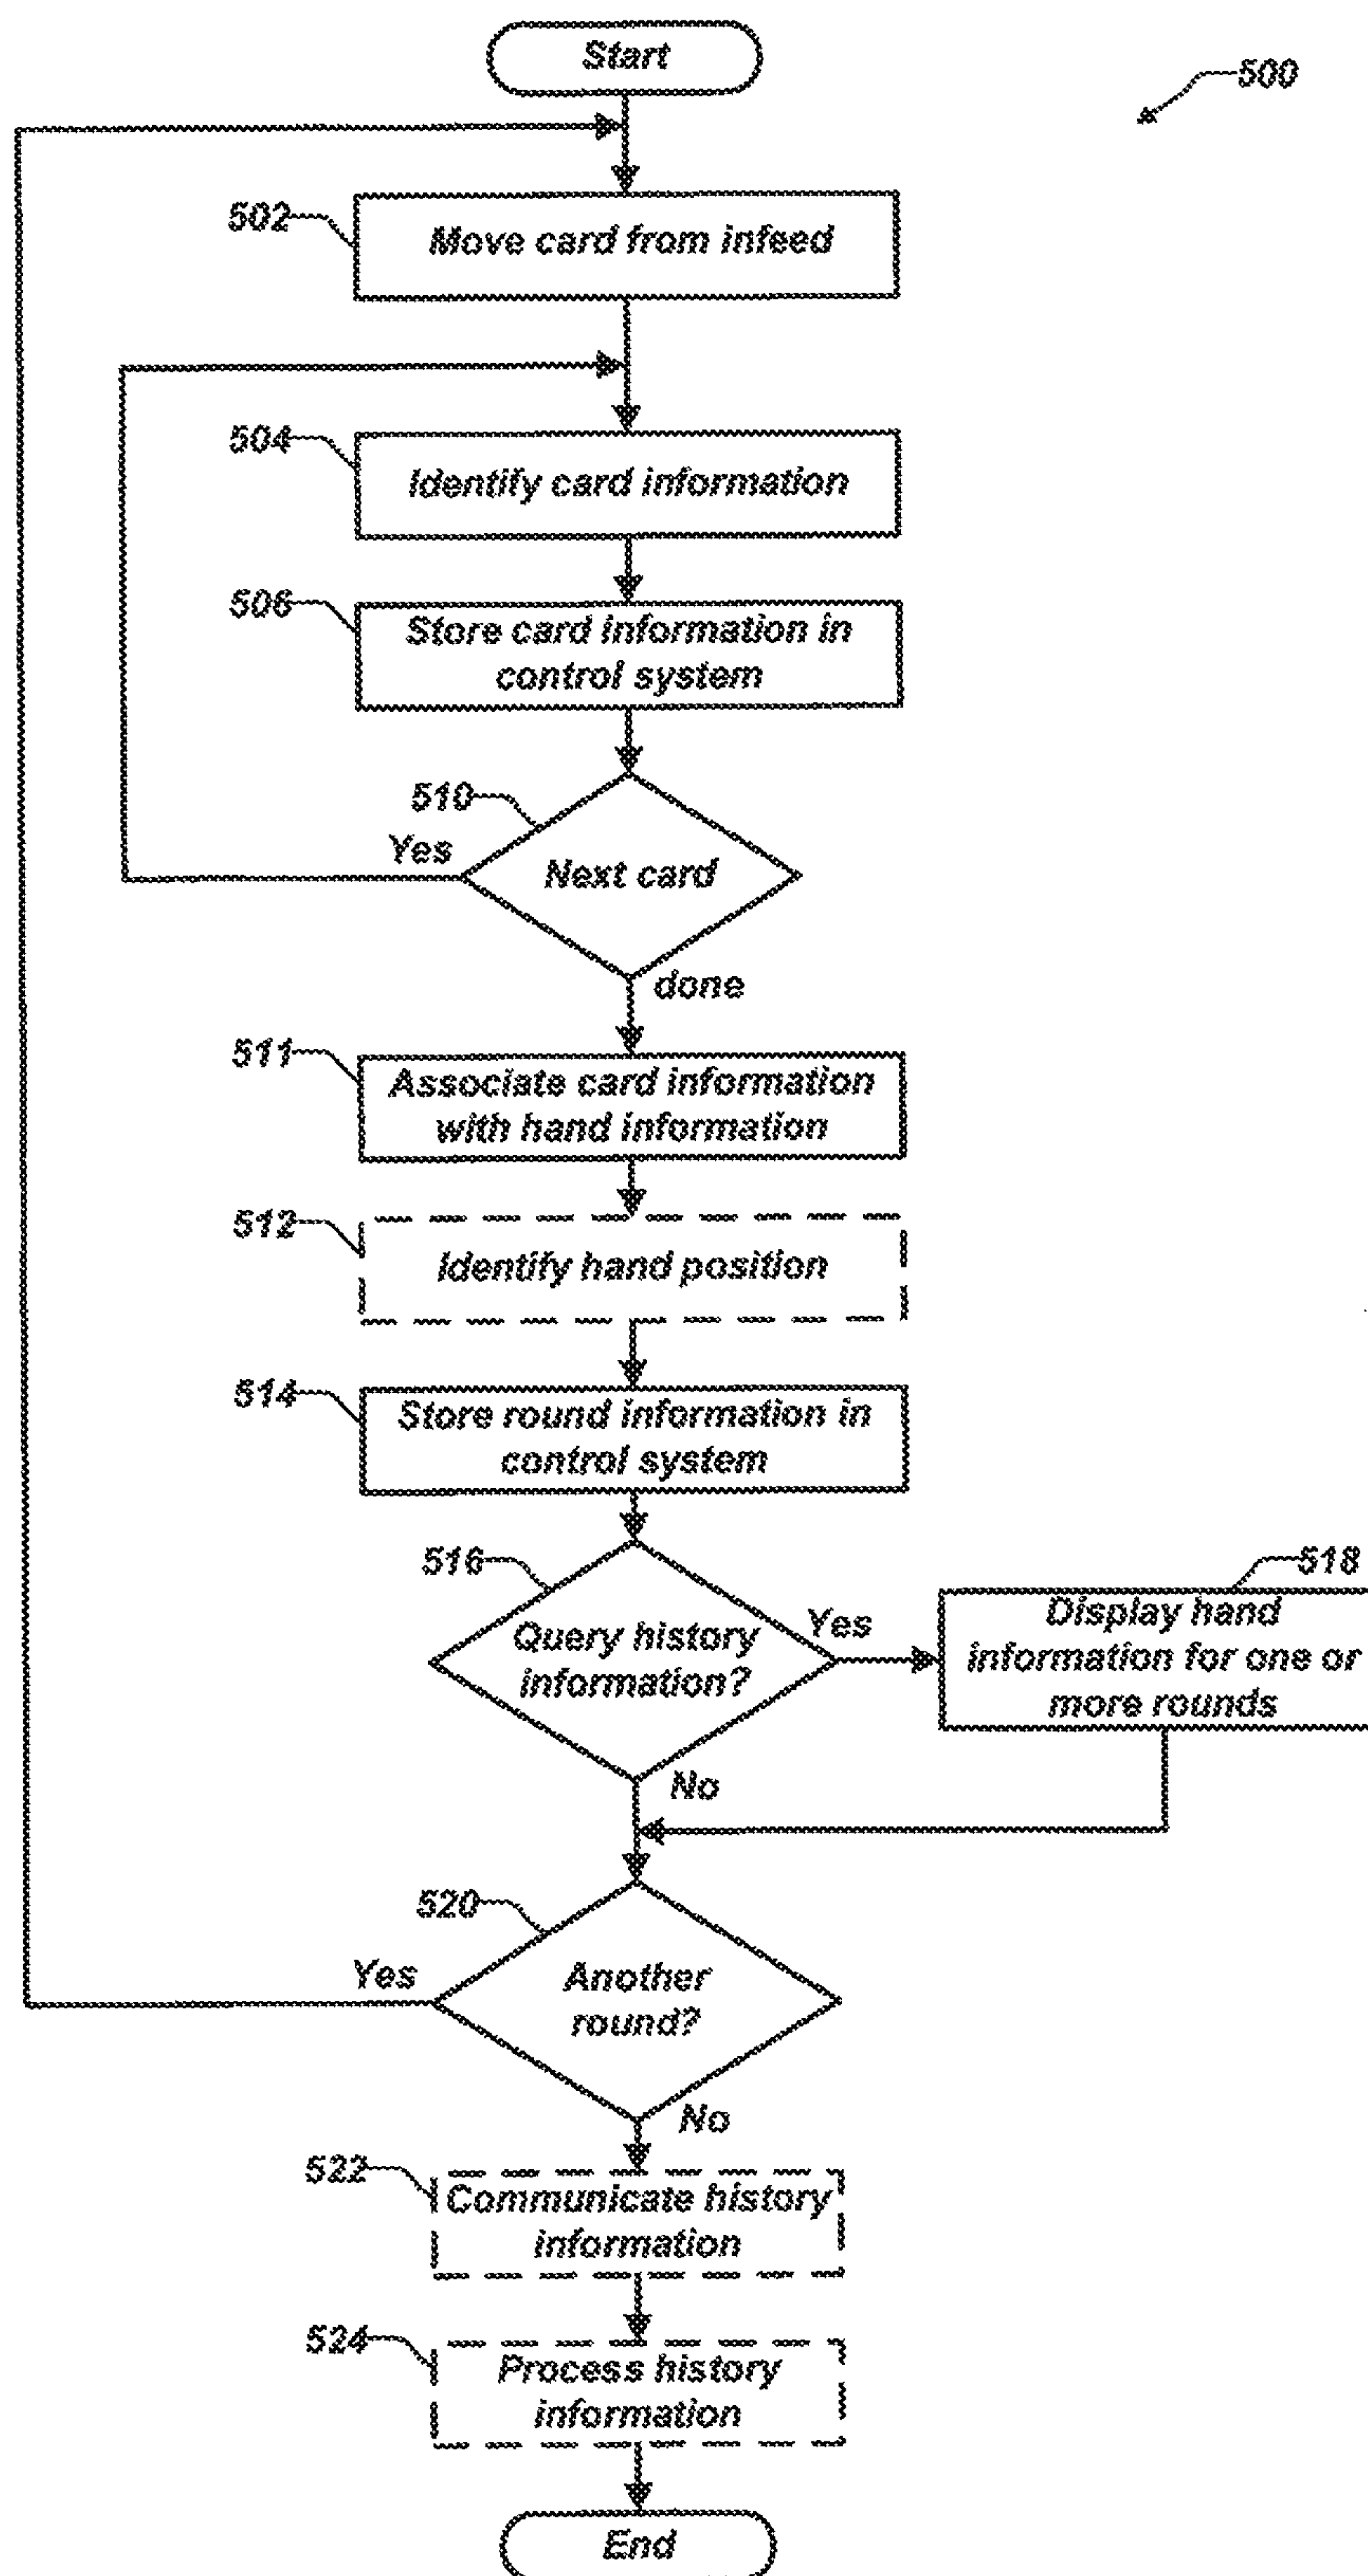 Start
500
502
Move card from infeed
504
Identify card information
506
Store card information in
control system
510
Yes
Next card
done
511
Associate card information
with hand information
512
Identify hand position
514
Store round information in
control system
516
Query history
information?
Yes
518
Display hand
information for one or
more rounds
No
520
Yes
Another
round?
No
522
Communicate history
information
524
Process history
information
End